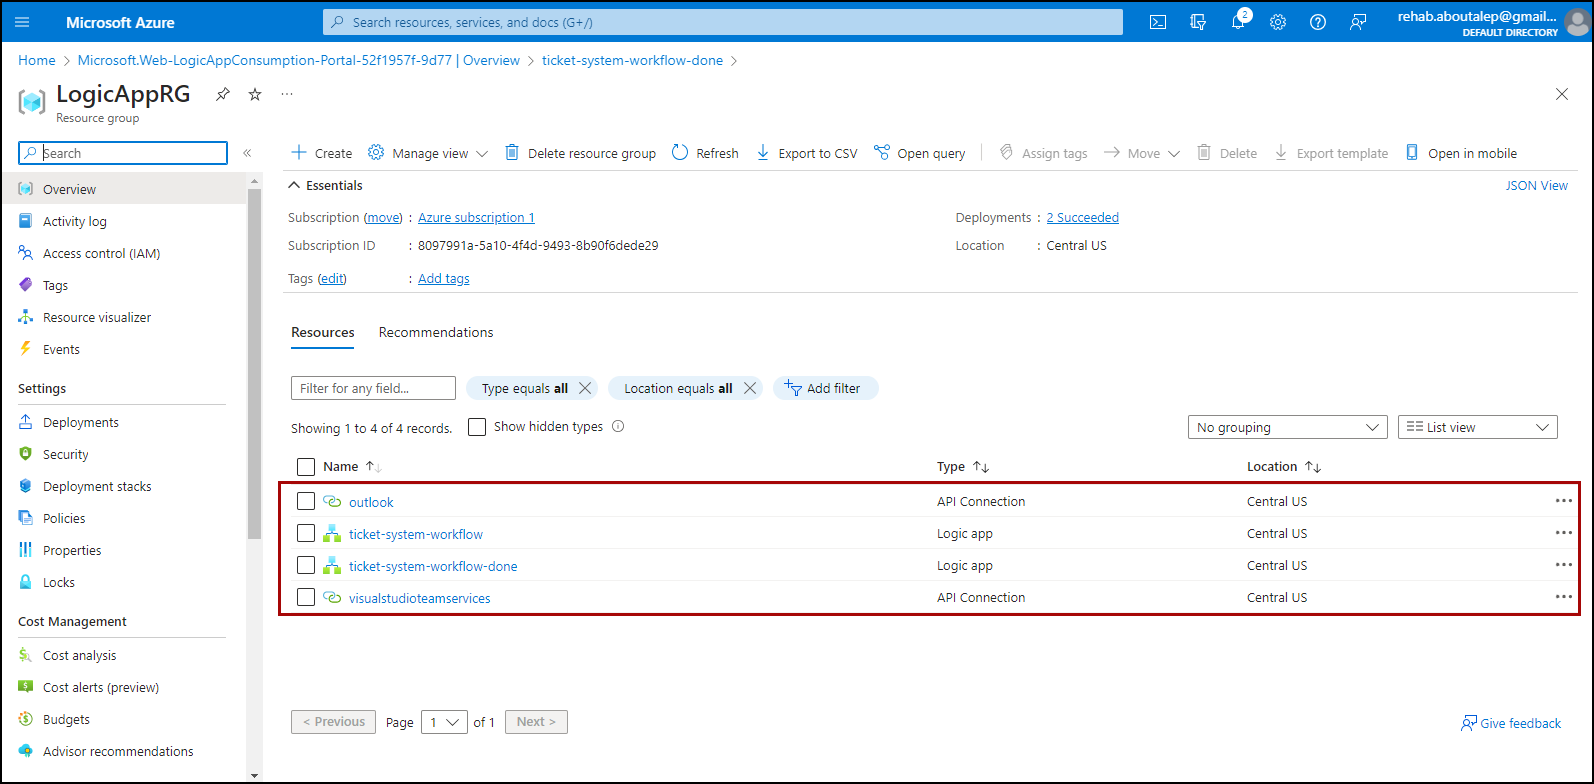 Microsoft Azure
Search resources, services, and docs (G+/)
2
rehab.aboutalep@gmail...
DEFAULT DIRECTORY
Home > Microsoft.Web-LogicAppConsumption-Portal-52f1957f-9d77 | Overview > ticket-system-workflow-done >
LogicAppRG
...
Resource group
Search
«
Create
Manage view
Delete resource group
Refresh
Export to CSV
Open query
Assign tags
Move
Delete
Export template
Open in mobile
Overview
Activity log
Access control (IAM)
Tags
Resource visualizer
Events
Settings
Deployments
Security
Deployment stacks
Policies
Properties
Locks
Cost Management
Cost analysis
Cost alerts (preview)
Budgets
Advisor recommendations
Essentials
JSON View
Subscription (move) : Azure subscription 1
Deployments : 2 Succeeded
Subscription ID : 8097991a-5a10-4f4d-9493-8b90f6dede29
Location : Central US
Tags (edit) : Add tags
Resources Recommendations
Filter for any field...
Type equals all
Location equals all
Add filter
Showing 1 to 4 of 4 records.
Show hidden types
No grouping
List view
Name Type Location
outlook API Connection Central US ...
ticket-system-workflow Logic app Central US ...
ticket-system-workflow-done Logic app Central US ...
visualstudioteamservices API Connection Central US ...
< Previous Page 1 of 1 Next >
Give feedback